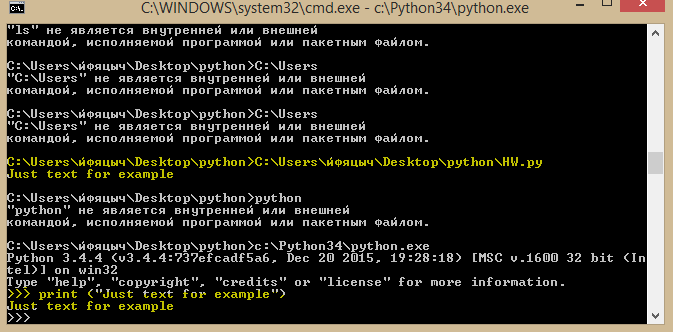 C:\WINDOWS\system32\cmd.exe - c:\Python34\python.exe
"ls" не является внутренней или внешней
командой, исполняемой программой или пакетным файлом.
C:\Users\йфяцыч\Desktop\python>C:\Users
"C:\Users" не является внутренней или внешней
командой, исполняемой программой или пакетным файлом.
C:\Users\йфяцыч\Desktop\python>C:\Users
"C:\Users" не является внутренней или внешней
командой, исполняемой программой или пакетным файлом.
C:\Users\йфяцыч\Desktop\python>C:\Users\йфяцыч\Desktop\python\HW.py
Just text for example
C:\Users\йфяцыч\Desktop\python>python
"python" не является внутренней или внешней
командой, исполняемой программой или пакетным файлом.
C:\Users\йфяцыч\Desktop\python>c:\Python34\python.exe
Python 3.4.4 (v3.4.4:737efcadf5a6, Dec 20 2015, 19:28:18) [MSC v.1600 32 bit (In
tel)] on win32
Type "help", "copyright", "credits" or "license" for more information.
>>> print ("Just text for example")
Just text for example
>>>